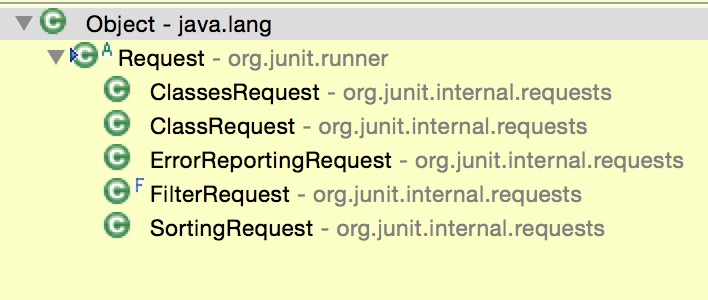 C Object - java.lang
C A Request - org.junit.runner
C ClassesRequest - org.junit.internal.requests
C ClassRequest - org.junit.internal.requests
C ErrorReportingRequest - org.junit.internal.requests
C F FilterRequest - org.junit.internal.requests
C SortingRequest - org.junit.internal.requests